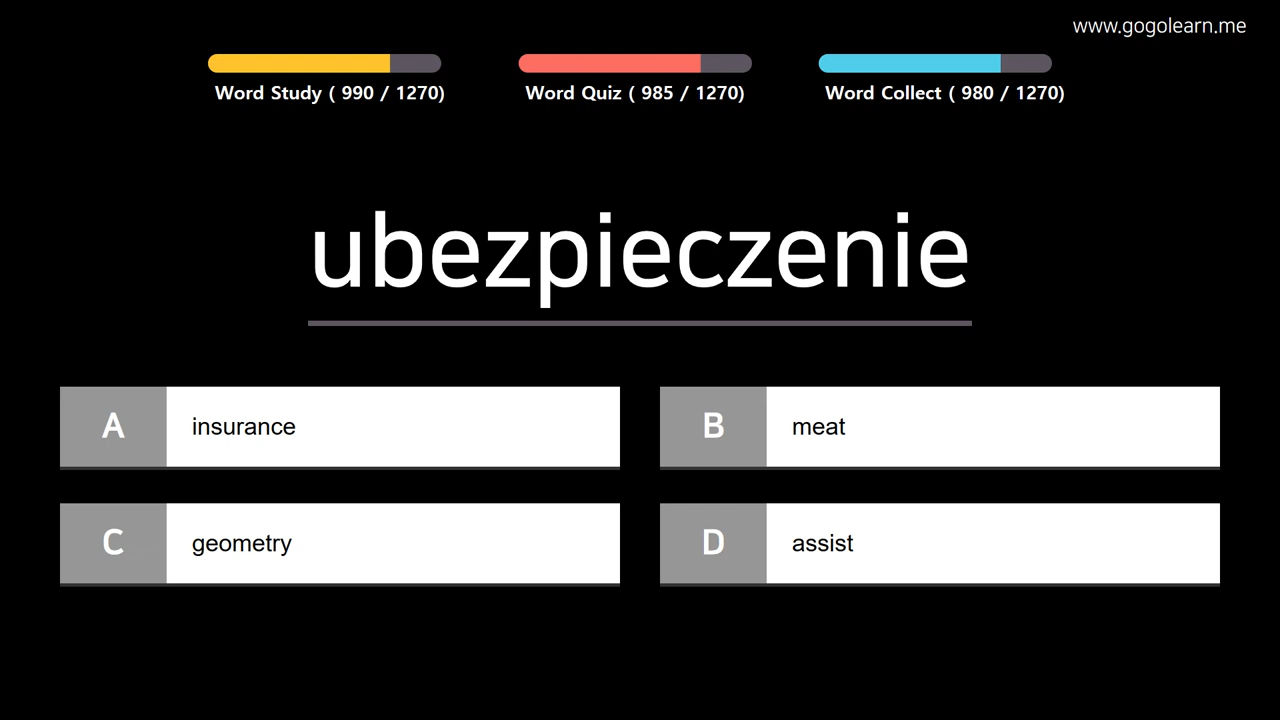 www.gogolearn.me
Word Study ( 990 / 1270)
Word Quiz ( 985 / 1270)
Word Collect ( 980 / 1270)
ubezpieczenie
A insurance
B meat
C geometry
D assist